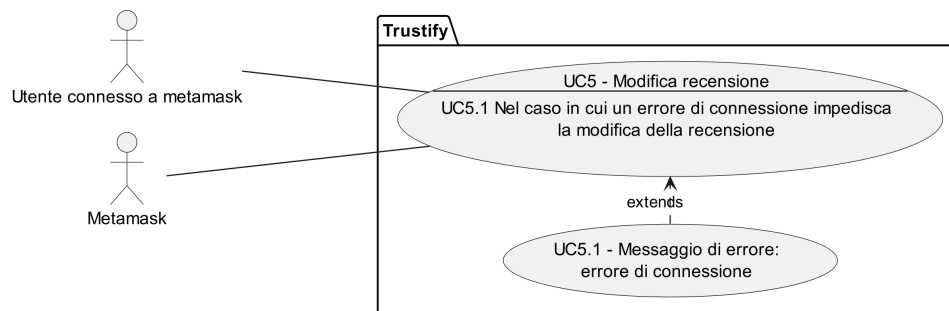 Trustify
Utente connesso a metamask
Metamask
UC5 - Modifica recensione
UC5.1 Nel caso in cui un errore di connessione impedisca
la modifica della recensione
extends
UC5.1 - Messaggio di errore:
errore di connessione